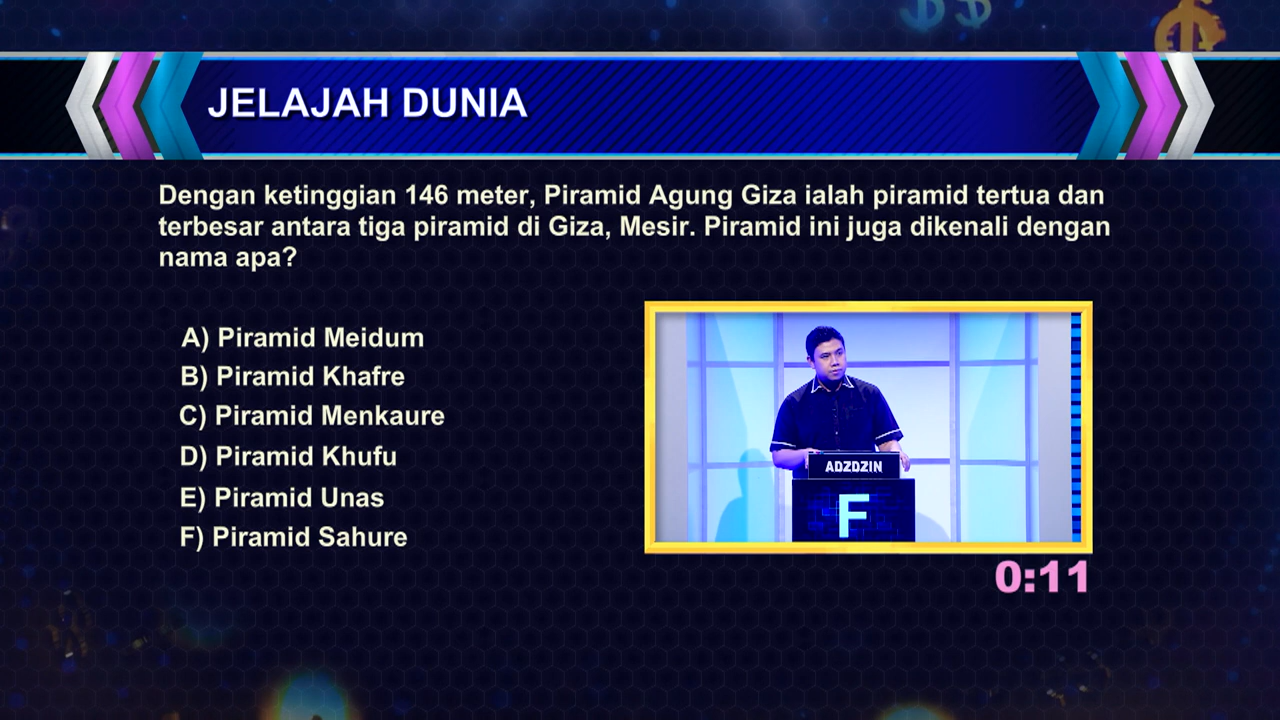 JELAJAH DUNIA
Dengan ketinggian 146 meter, Piramid Agung Giza ialah piramid tertua dan
terbesar antara tiga piramid di Giza, Mesir. Piramid ini juga dikenali dengan
nama apa?
A) Piramid Meidum
B) Piramid Khafre
C) Piramid Menkaure
D) Piramid Khufu
E) Piramid Unas
F) Piramid Sahure
ADZDZIN
F
0:11